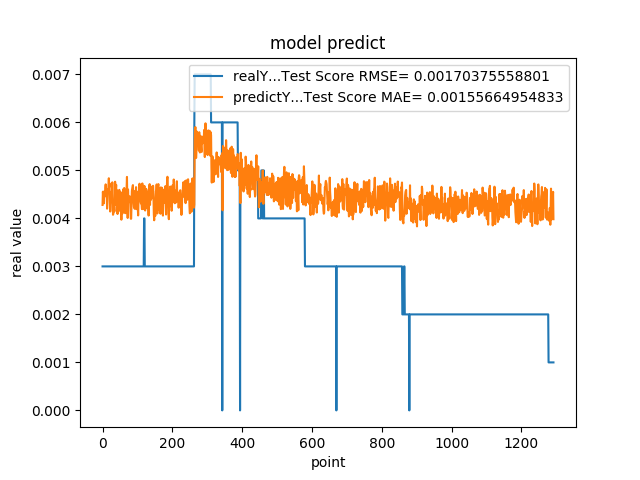 model predict
realY...Test Score RMSE= 0.00170375558801
predictY...Test Score MAE= 0.00155664954833
0.007
0.006
0.005
0.004
0.003
0.002
0.001
0.000
real value
0 200 400 600 800 1000 1200
point